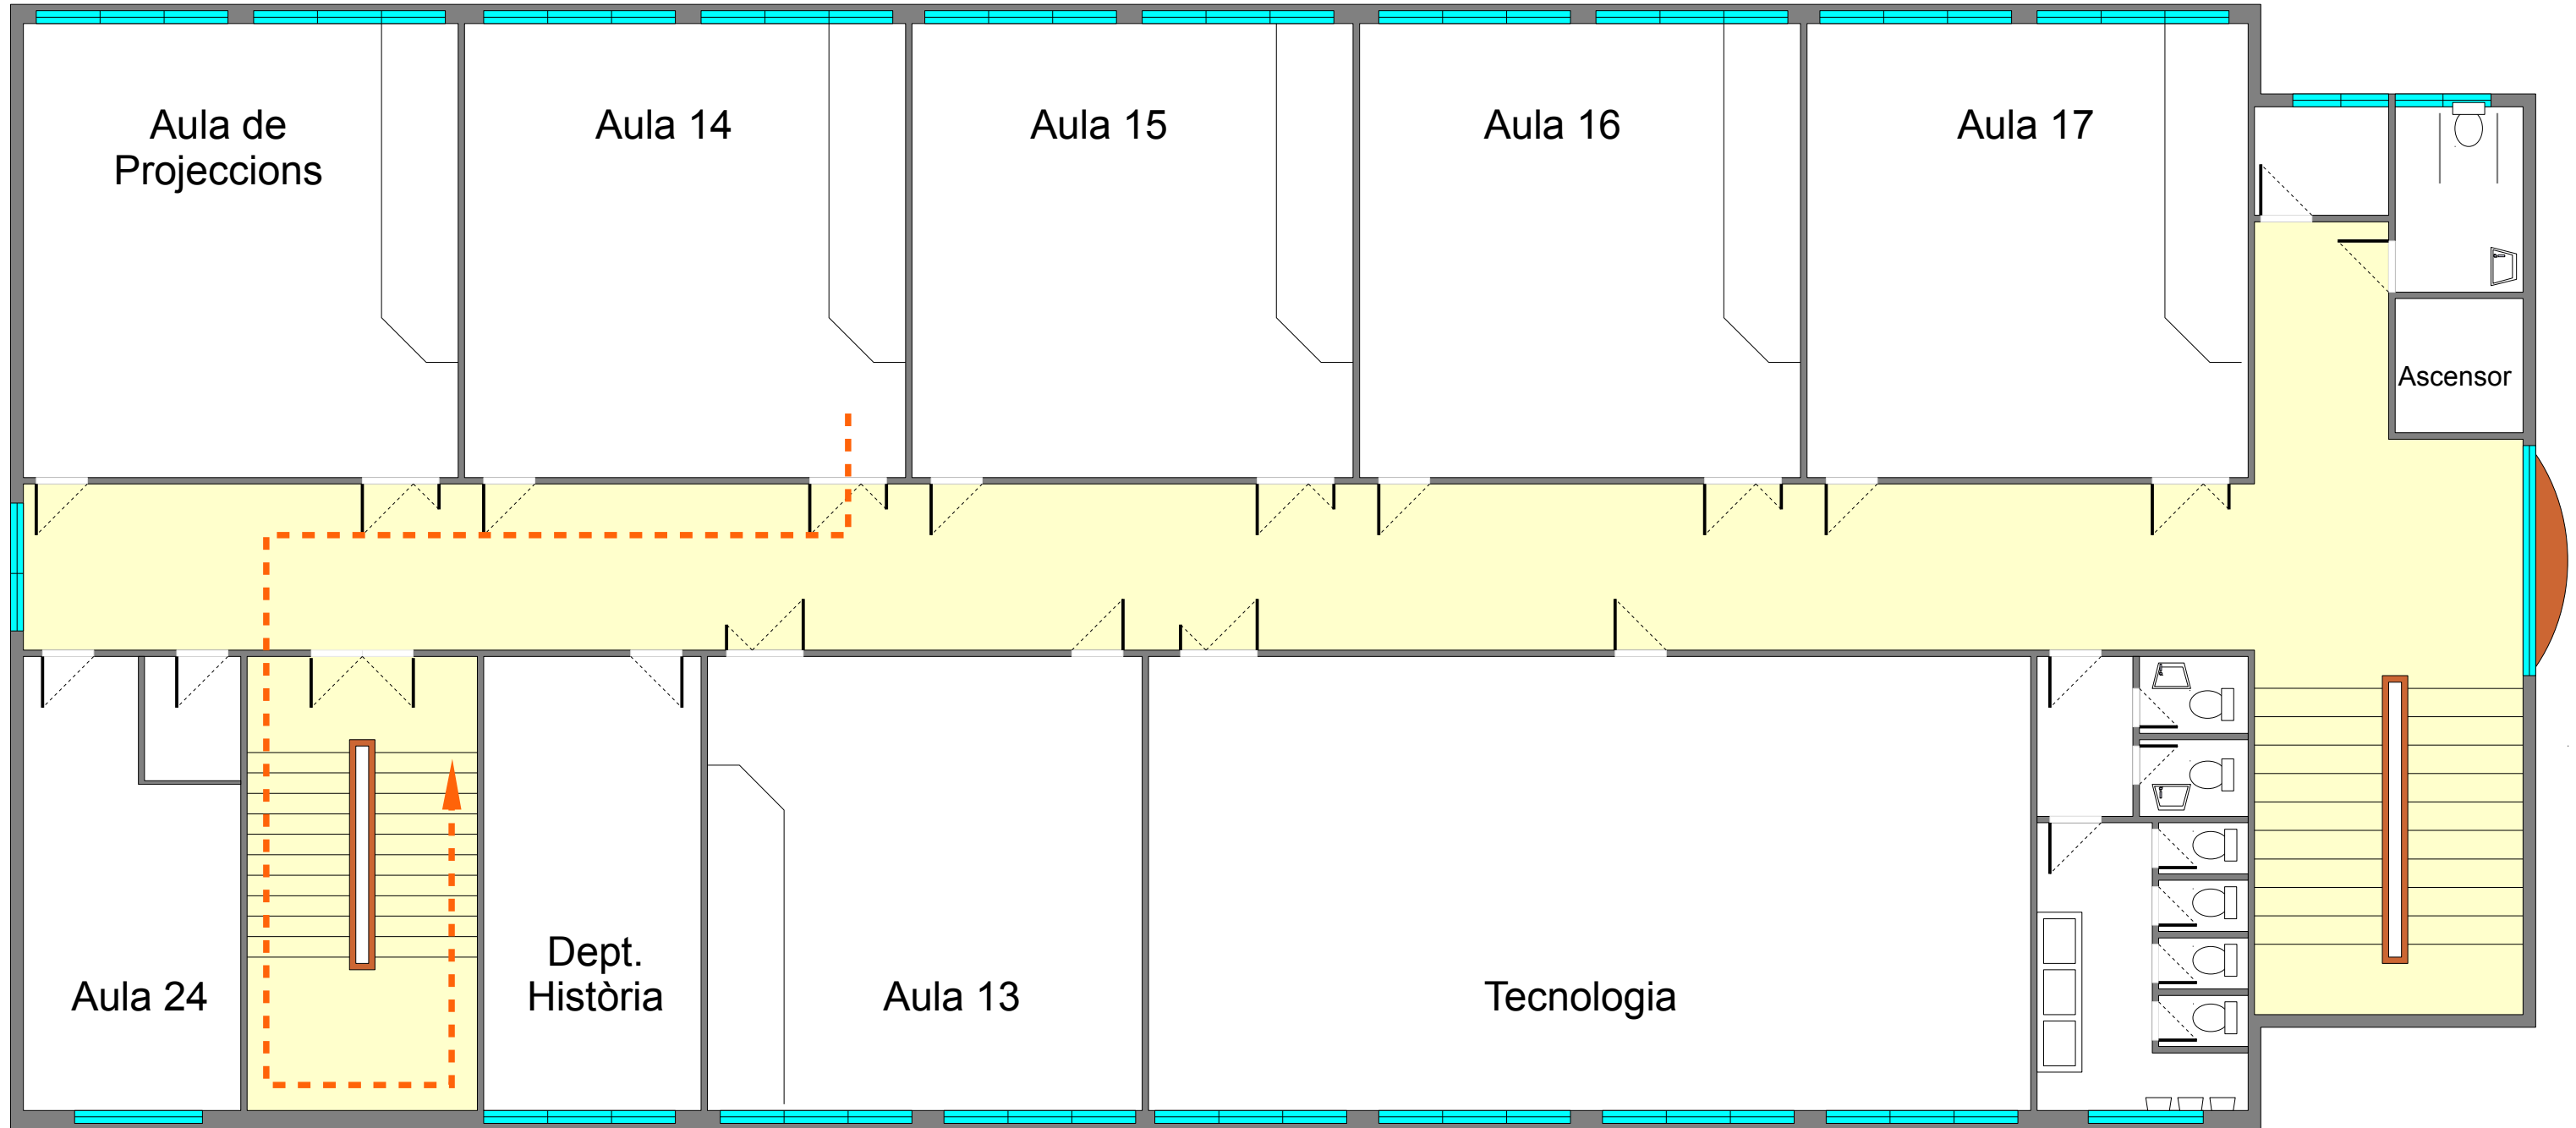 Aula de
Projeccions
Aula 14
Aula 15
Aula 16
Aula 17
Ascensor
Aula 24
Dept.
Història
Aula 13
Tecnologia